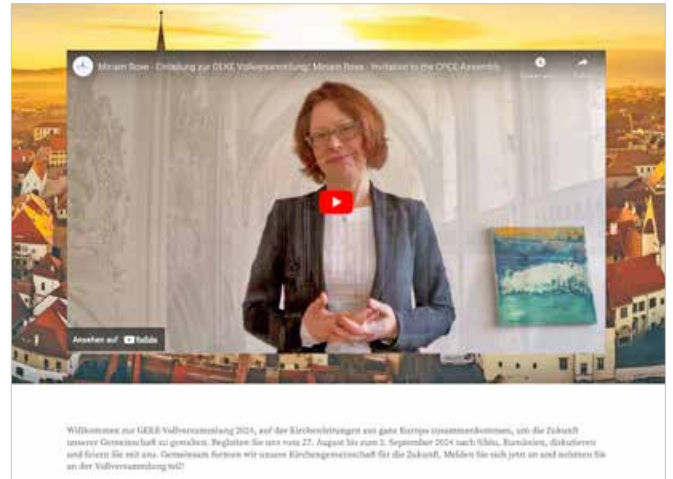 Miriam Rose - Einladung zur GEKE Vollversammlung/ Miriam Rose - Invitation to the CPCE Assembly
Ansehen auf YouTube
Willkommen zur GEKE-Vollversammlung 2024, auf der Kirchenleitungen aus ganz Europa zusammenkommen, um die Zukunft
unserer Gemeinschaft zu gestalten. Begleiten Sie uns vom 27. August bis zum 2. September 2024 nach Sibiu, Rumänien, diskutieren
und feiern Sie mit uns. Gemeinsam formen wir unsere Kirchengemeinschaft für die Zukunft. Melden Sie sich jetzt an und nehmen Sie
an der Vollversammlung teil!